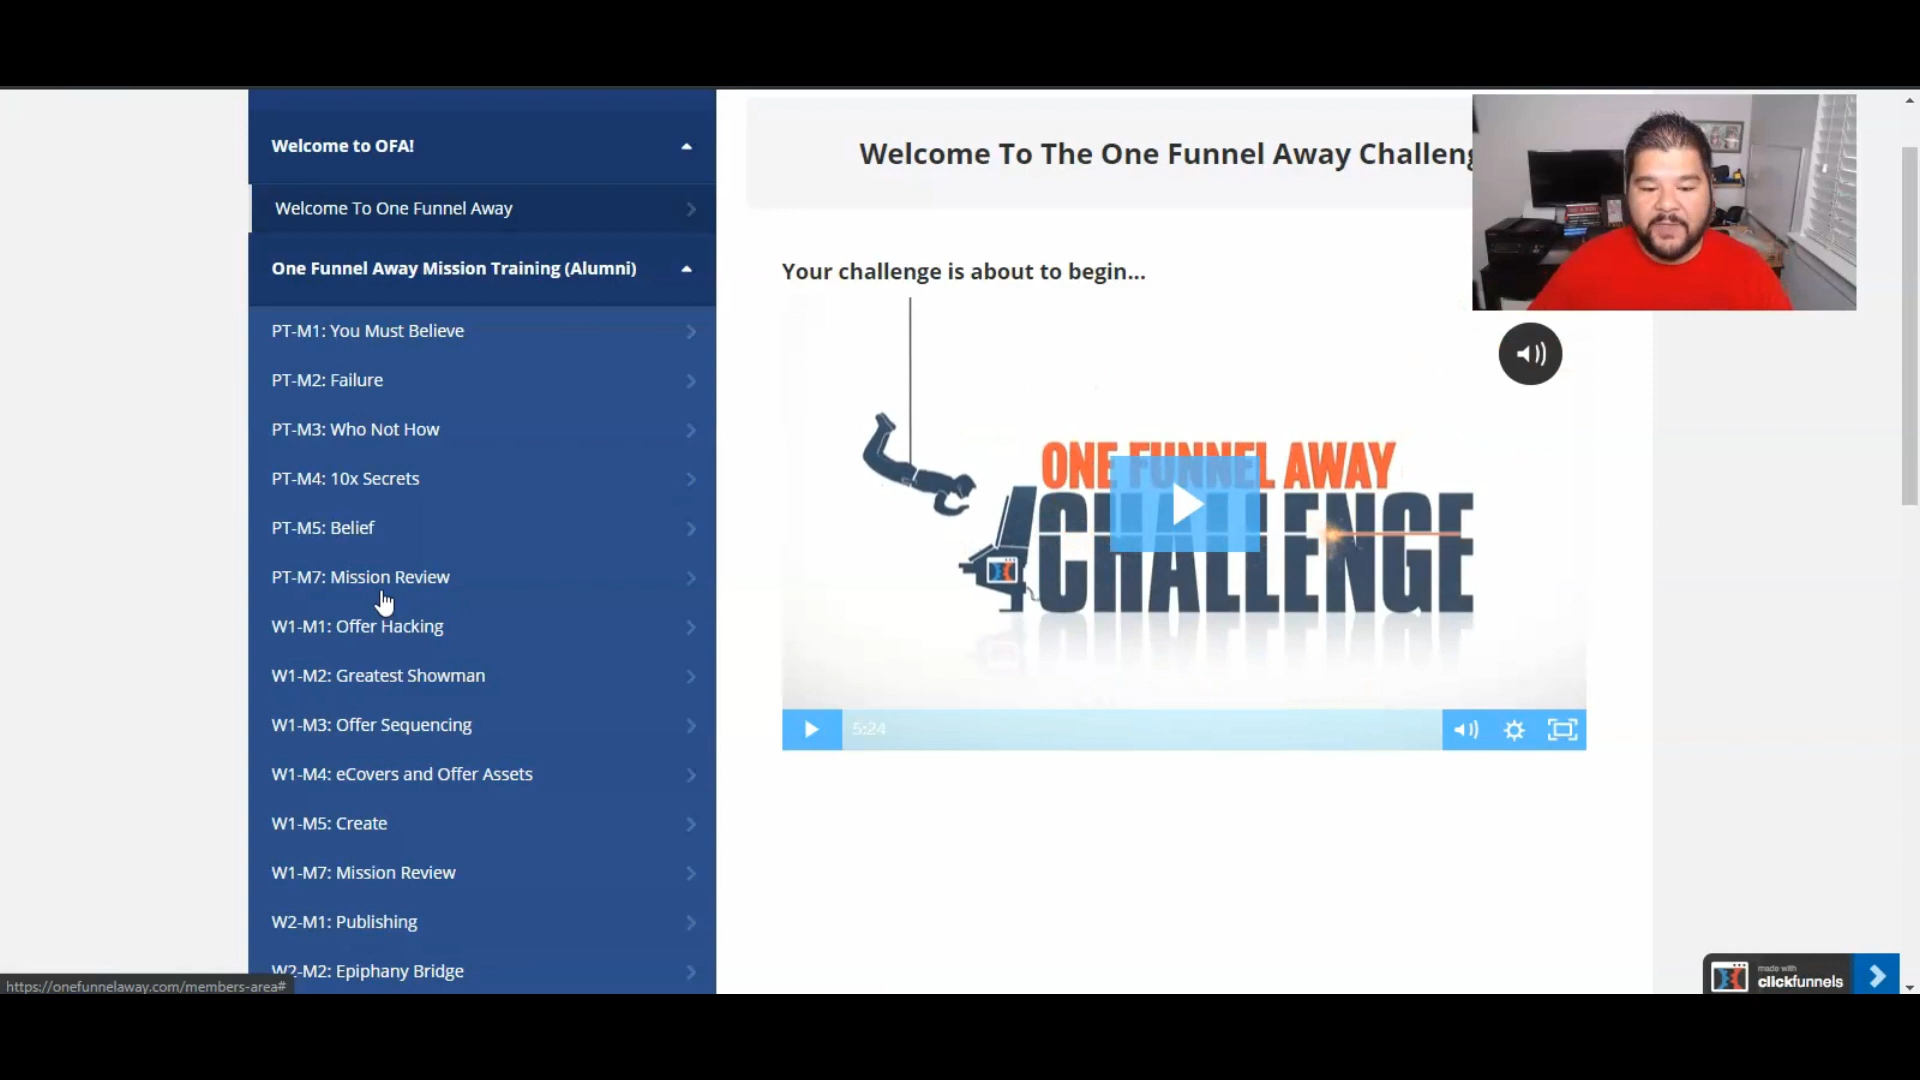 Welcome to OFA!
Welcome To One Funnel Away
One Funnel Away Mission Training (Alumni)
PT-M1: You Must Believe
PT-M2: Failure
PT-M3: Who Not How
PT-M4: 10x Secrets
PT-M5: Belief
PT-M7: Mission Review
W1-M1: Offer Hacking
W1-M2: Greatest Showman
W1-M3: Offer Sequencing
W1-M4: eCovers and Offer Assets
W1-M5: Create
W1-M7: Mission Review
W2-M1: Publishing
W2-M2: Epiphany Bridge
https://onefunnelaway.com/members-area#
Welcome To The One Funnel Away Challeng
Your challenge is about to begin...
ONE FUNNEL AWAY
CHALLENGE
5:24
made with
clickfunnels